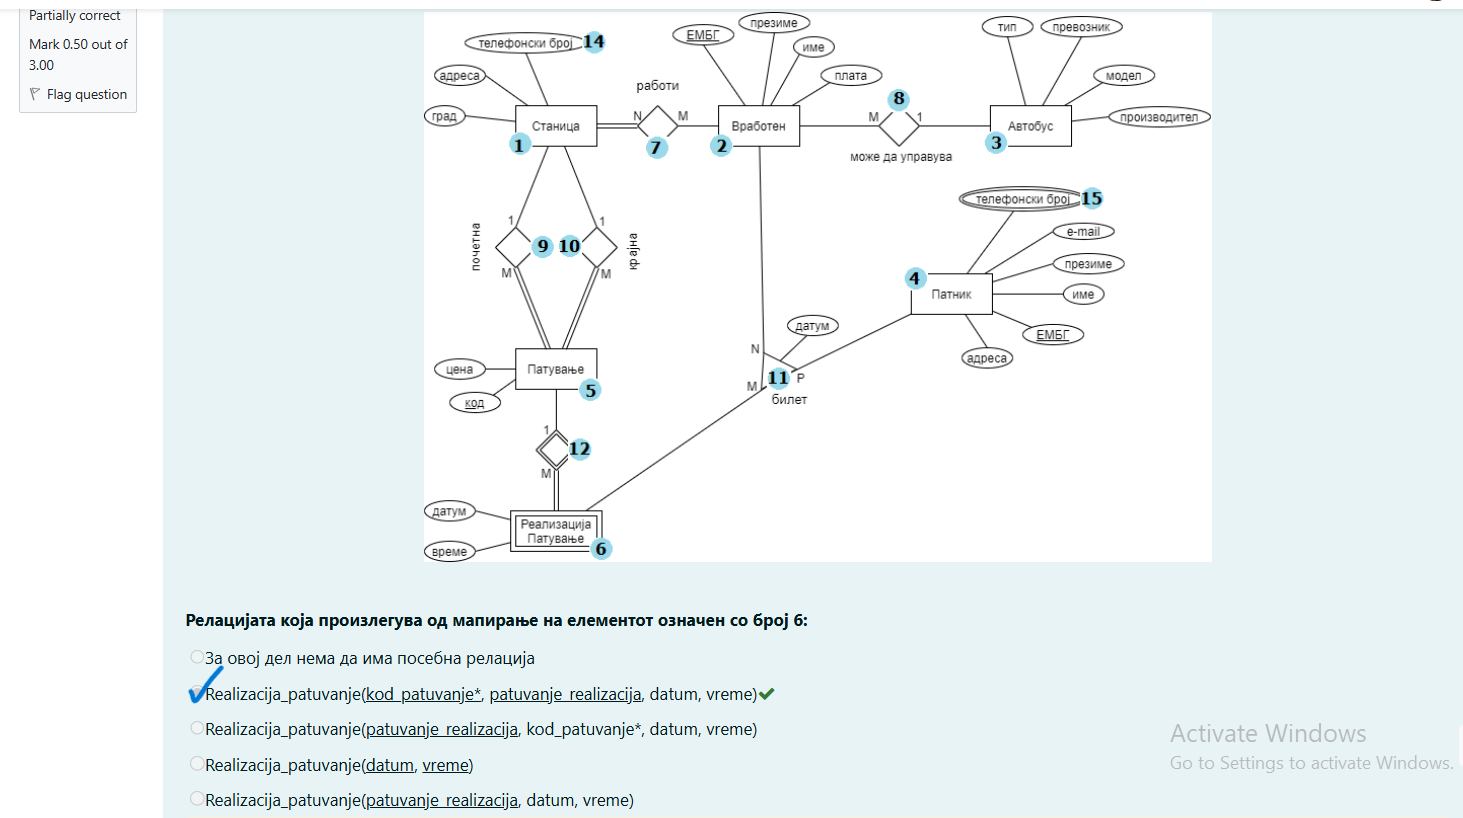 Partially correct
Mark 0.50 out of
3.00
Flag question
телефонски број 14
адреса
град
Станица
1
работи
N
M
7
ЕМБГ
презиме
име
плата
Вработен
2
M
8
1
може да управува
тип
превозник
модел
производител
Автобус
3
почетна
1
9
M
10
1
M
крајна
телефонски број 15
e-mail
презиме
име
ЕМБГ
адреса
4
Патник
датум
N
M
11
P
билет
цена
код
Патување
5
1
12
M
датум
време
Реализација
Патување
6
Релацијата која произлегува од мапирање на елементот означен со број 6:
За овој дел нема да има посебна релација
Realizacija_patuvanje(kod_patuvanje*, patuvanje_realizacija, datum, vreme)
Realizacija_patuvanje(patuvanje_realizacija, kod_patuvanje*, datum, vreme)
Realizacija_patuvanje(datum, vreme)
Realizacija_patuvanje(patuvanje_realizacija, datum, vreme)
Activate Windows
Go to Settings to activate Windows.